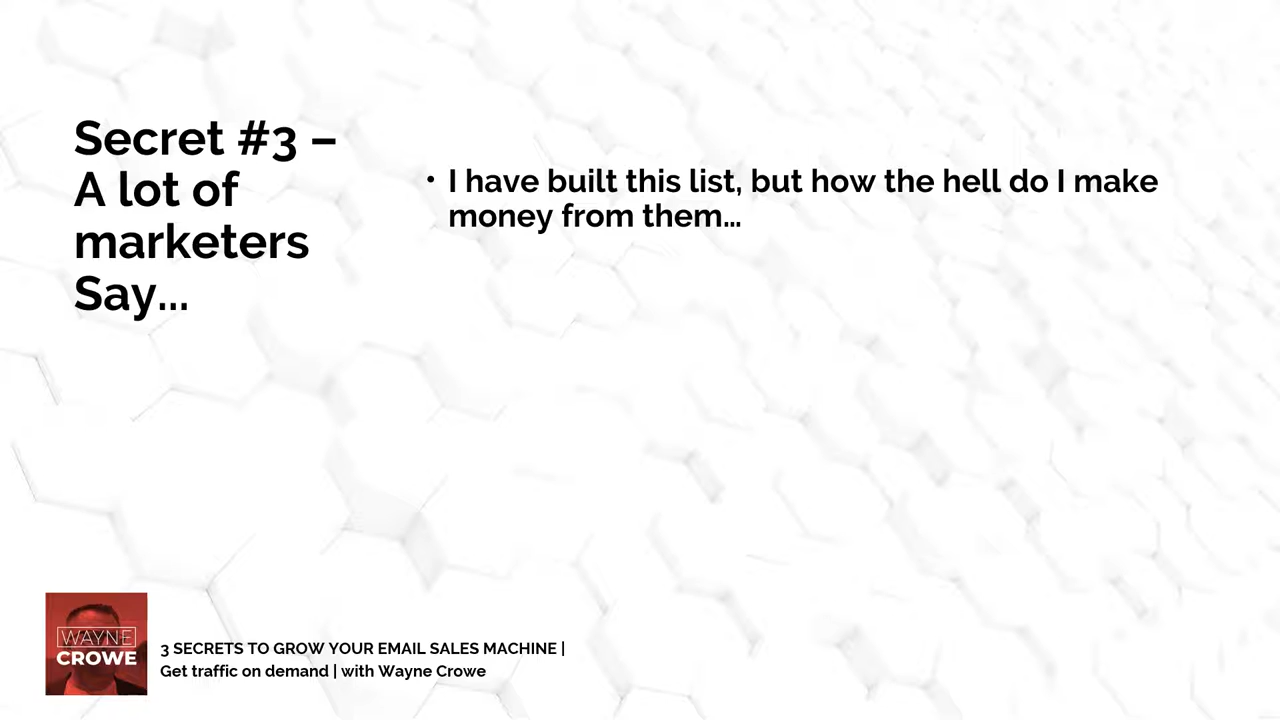 Secret #3 –
A lot of
marketers
Say...
• I have built this list, but how the hell do I make
money from them...
WAYNE
CROWE
3 SECRETS TO GROW YOUR EMAIL SALES MACHINE |
Get traffic on demand | with Wayne Crowe